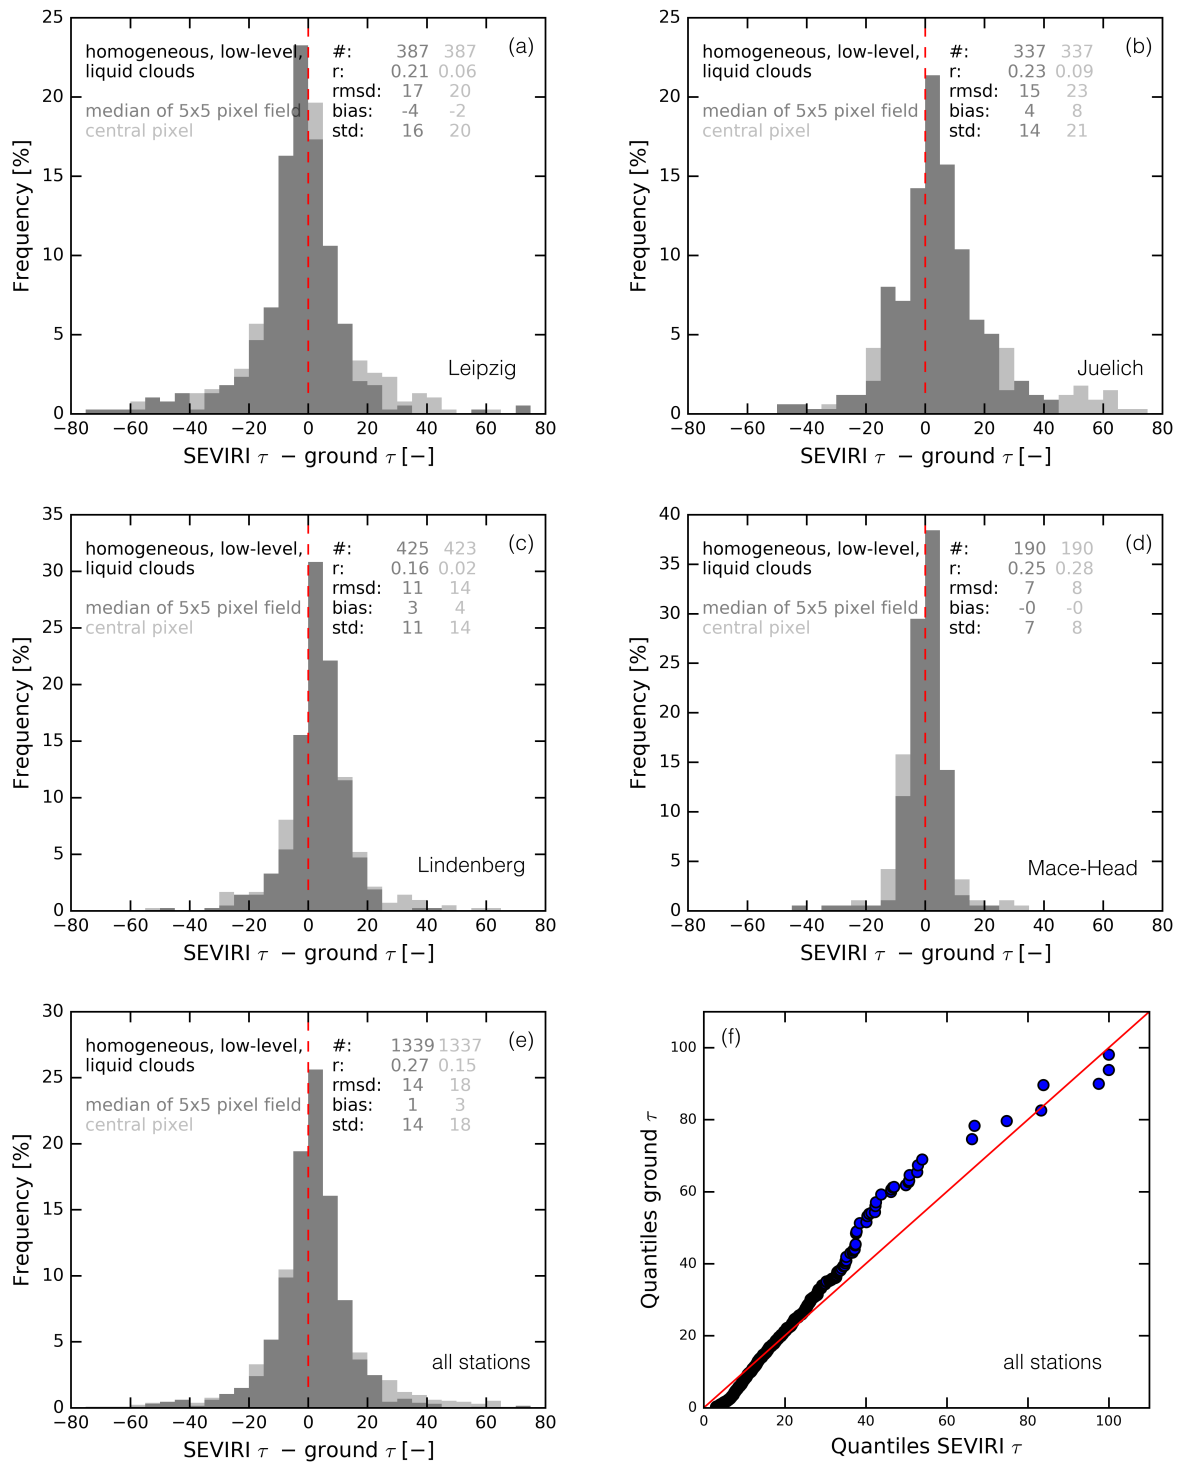 (a)
homogeneous, low-level,
liquid clouds
median of 5x5 pixel field
central pixel
#: 387 387
r: 0.21 0.06
rmsd: 17 20
bias: -4 -2
std: 16 20
Leipzig
Frequency [%]
0 5 10 15 20 25
−80 −60 −40 −20 0 20 40 60 80
SEVIRI τ − ground τ [−]
(b)
homogeneous, low-level,
liquid clouds
median of 5x5 pixel field
central pixel
#: 337 337
r: 0.23 0.09
rmsd: 15 23
bias: 4 8
std: 14 21
Juelich
Frequency [%]
0 5 10 15 20 25
−80 −60 −40 −20 0 20 40 60 80
SEVIRI τ − ground τ [−]
(c)
homogeneous, low-level,
liquid clouds
median of 5x5 pixel field
central pixel
#: 425 423
r: 0.16 0.02
rmsd: 11 14
bias: 3 4
std: 11 14
Lindenberg
Frequency [%]
0 5 10 15 20 25 30 35
−80 −60 −40 −20 0 20 40 60 80
SEVIRI τ − ground τ [−]
(d)
homogeneous, low-level,
liquid clouds
median of 5x5 pixel field
central pixel
#: 190 190
r: 0.25 0.28
rmsd: 7 8
bias: -0 -0
std: 7 8
Mace-Head
Frequency [%]
0 5 10 15 20 25 30 35 40
−80 −60 −40 −20 0 20 40 60 80
SEVIRI τ − ground τ [−]
(e)
homogeneous, low-level,
liquid clouds
median of 5x5 pixel field
central pixel
#: 1339 1337
r: 0.27 0.15
rmsd: 14 18
bias: 1 3
std: 14 18
all stations
Frequency [%]
0 5 10 15 20 25 30
−80 −60 −40 −20 0 20 40 60 80
SEVIRI τ − ground τ [−]
(f)
all stations
Quantiles ground τ
0 20 40 60 80 100
0 20 40 60 80 100
Quantiles SEVIRI τ